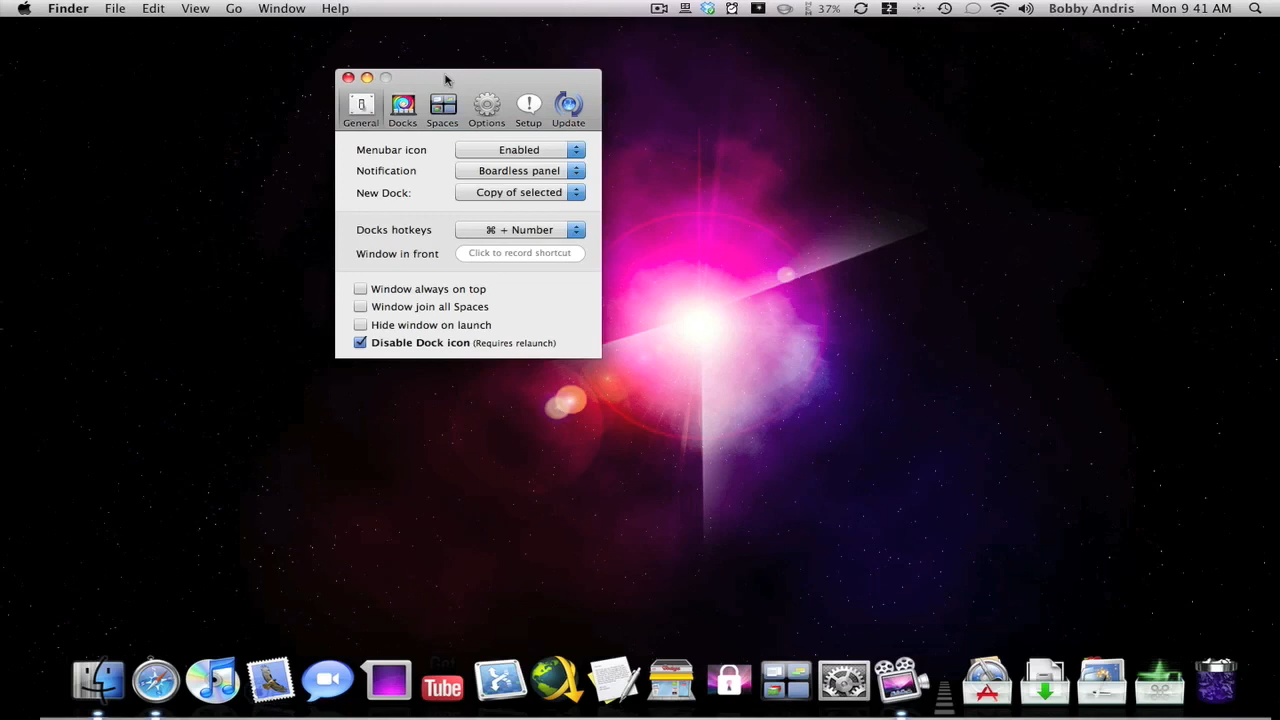 Finder File Edit View Go Window Help 37% 2 Bobby Andris Mon 9:41 AM
General Docks Spaces Options Setup Update
Menubar icon Enabled
Notification Boardless panel
New Dock: Copy of selected
Docks hotkeys ⌘ + Number
Window in front Click to record shortcut
Window always on top
Window join all Spaces
Hide window on launch
Disable Dock icon (Requires relaunch)
You Tube